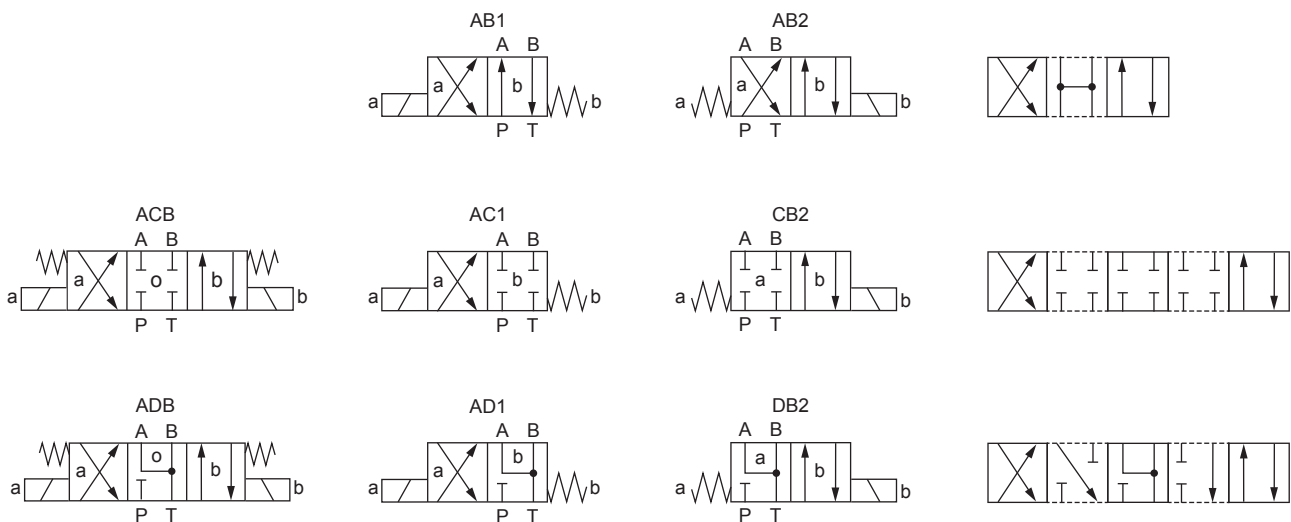 AB1 AB2
A B A B
a a b b a a b b
P T P T
ACB AC1 CB2
A B A B A B
a a o b b a a b b a a b b
P T P T P T
ADB AD1 DB2
A B A B A B
a a o b b a a b b a a b b
P T P T P T